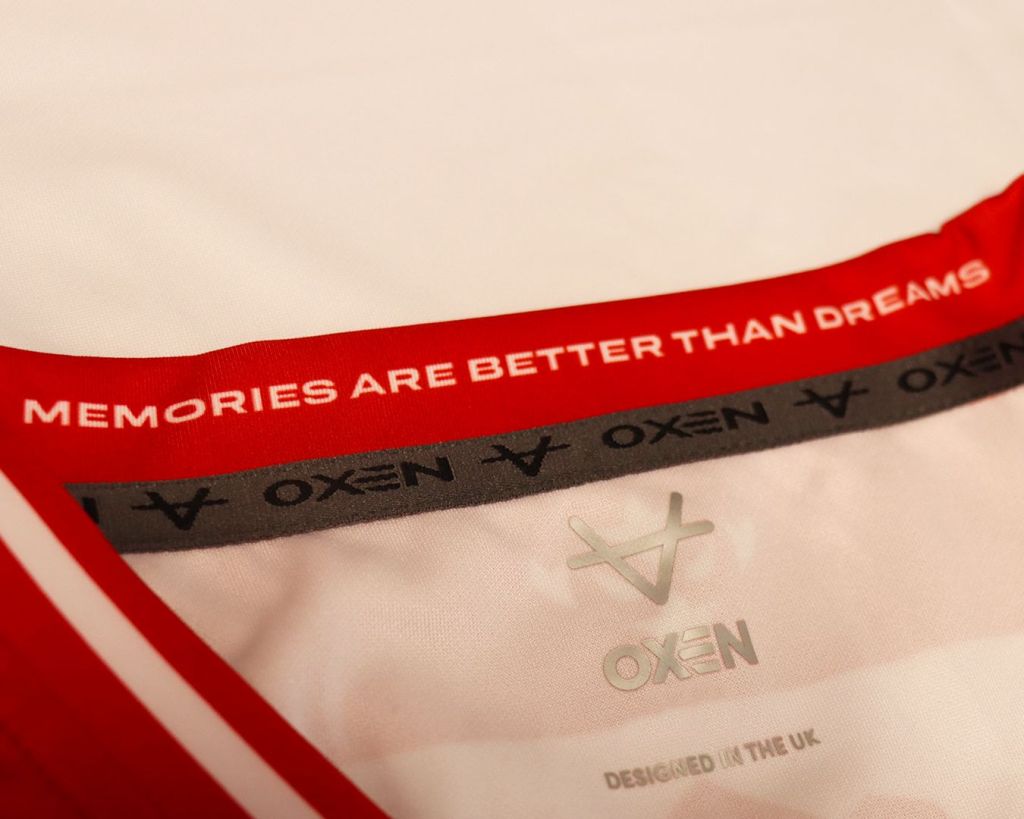 MEMORIES ARE BETTER THAN DREAMS
OXEN OXEN OXEN
OXEN
DESIGNED IN THE UK